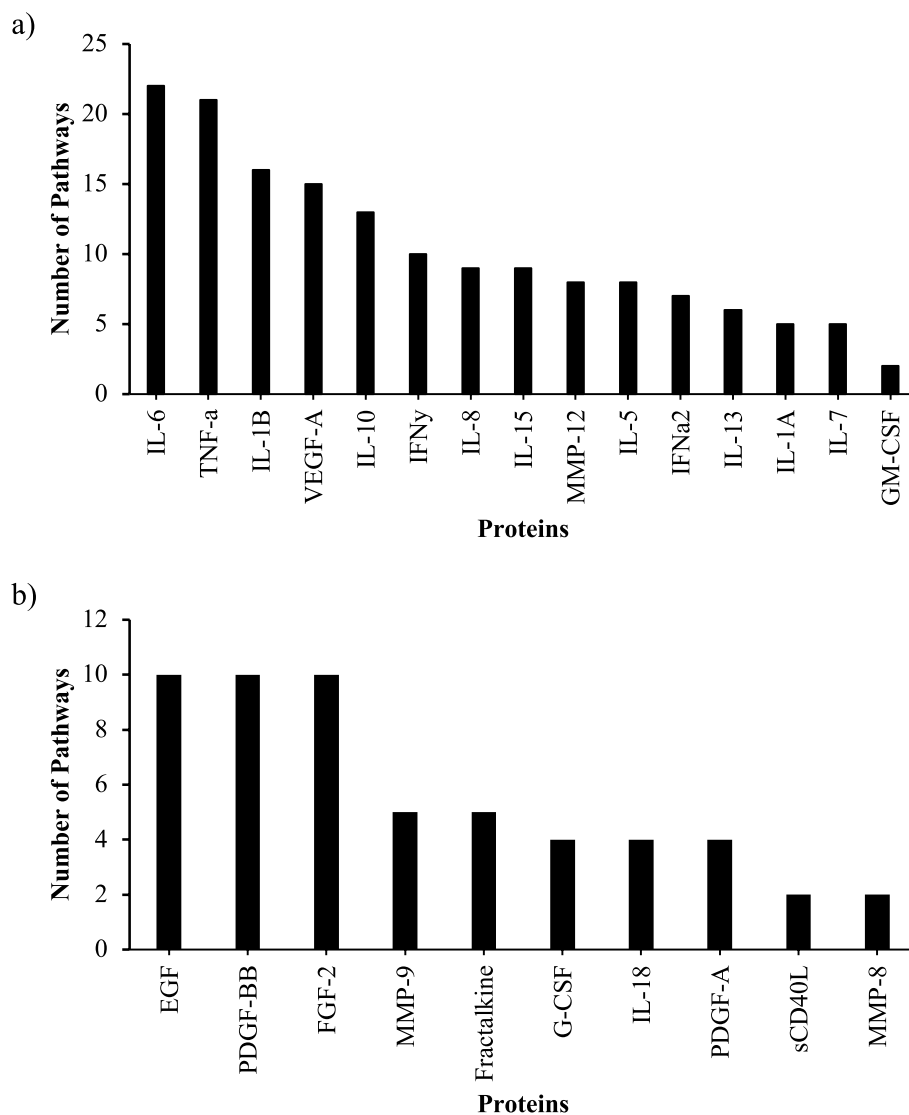 a)
Number of Pathways
25
20
15
10
5
0
IL-6
TNF-a
IL-1B
VEGF-A
IL-10
IFNy
IL-8
IL-15
MMP-12
IL-5
IFNa2
IL-13
IL-1A
IL-7
GM-CSF
Proteins
b)
Number of Pathways
12
10
8
6
4
2
0
EGF
PDGF-BB
FGF-2
MMP-9
Fractalkine
G-CSF
IL-18
PDGF-A
sCD40L
MMP-8
Proteins